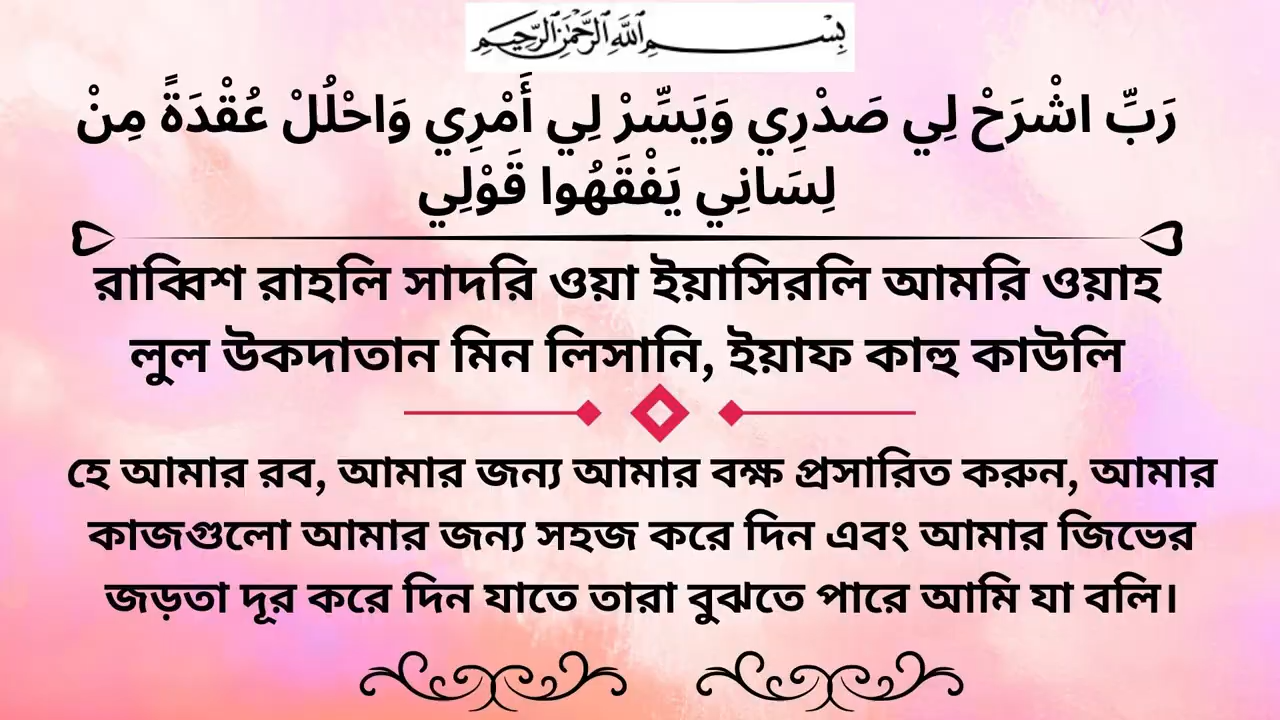 بِسْمِ اللَّهِ الرَّحْمَٰنِ الرَّحِيمِ
رَبِّ اشْرَحْ لِي صَدْرِي وَيَسِّرْ لِي أَمْرِي وَاحْلُلْ عُقْدَةً مِنْ
لِسَانِي يَفْقَهُوا قَوْلِي
রাব্বিশ রাহলি সাদরি ওয়া ইয়াসিরলি আমরি ওয়াহ
লুল উকদাতান মিন লিসানি, ইয়াফ কাহু কাউলি
হে আমার রব, আমার জন্য আমার বক্ষ প্রসারিত করুন, আমার
কাজগুলো আমার জন্য সহজ করে দিন এবং আমার জিভের
জড়তা দূর করে দিন যাতে তারা বুঝতে পারে আমি যা বলি।